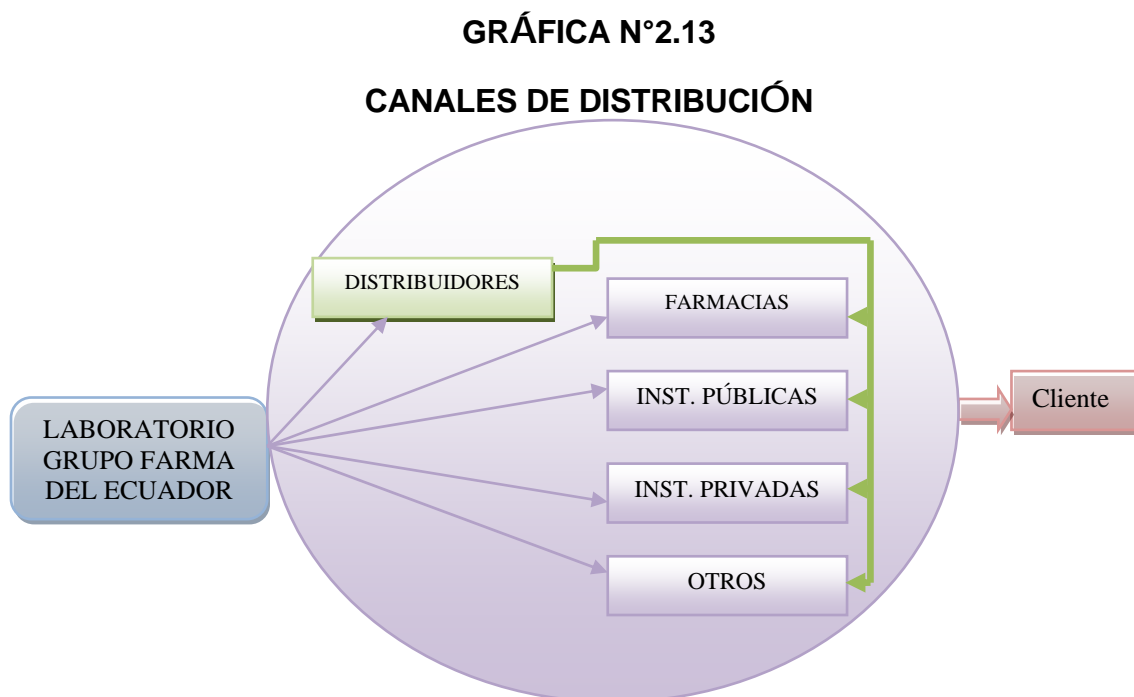 GRÁFICA N°2.13
CANALES DE DISTRIBUCIÓN
DISTRIBUIDORES
FARMACIAS
INST. PÚBLICAS
INST. PRIVADAS
OTROS
LABORATORIO
GRUPO FARMA
DEL ECUADOR
Cliente